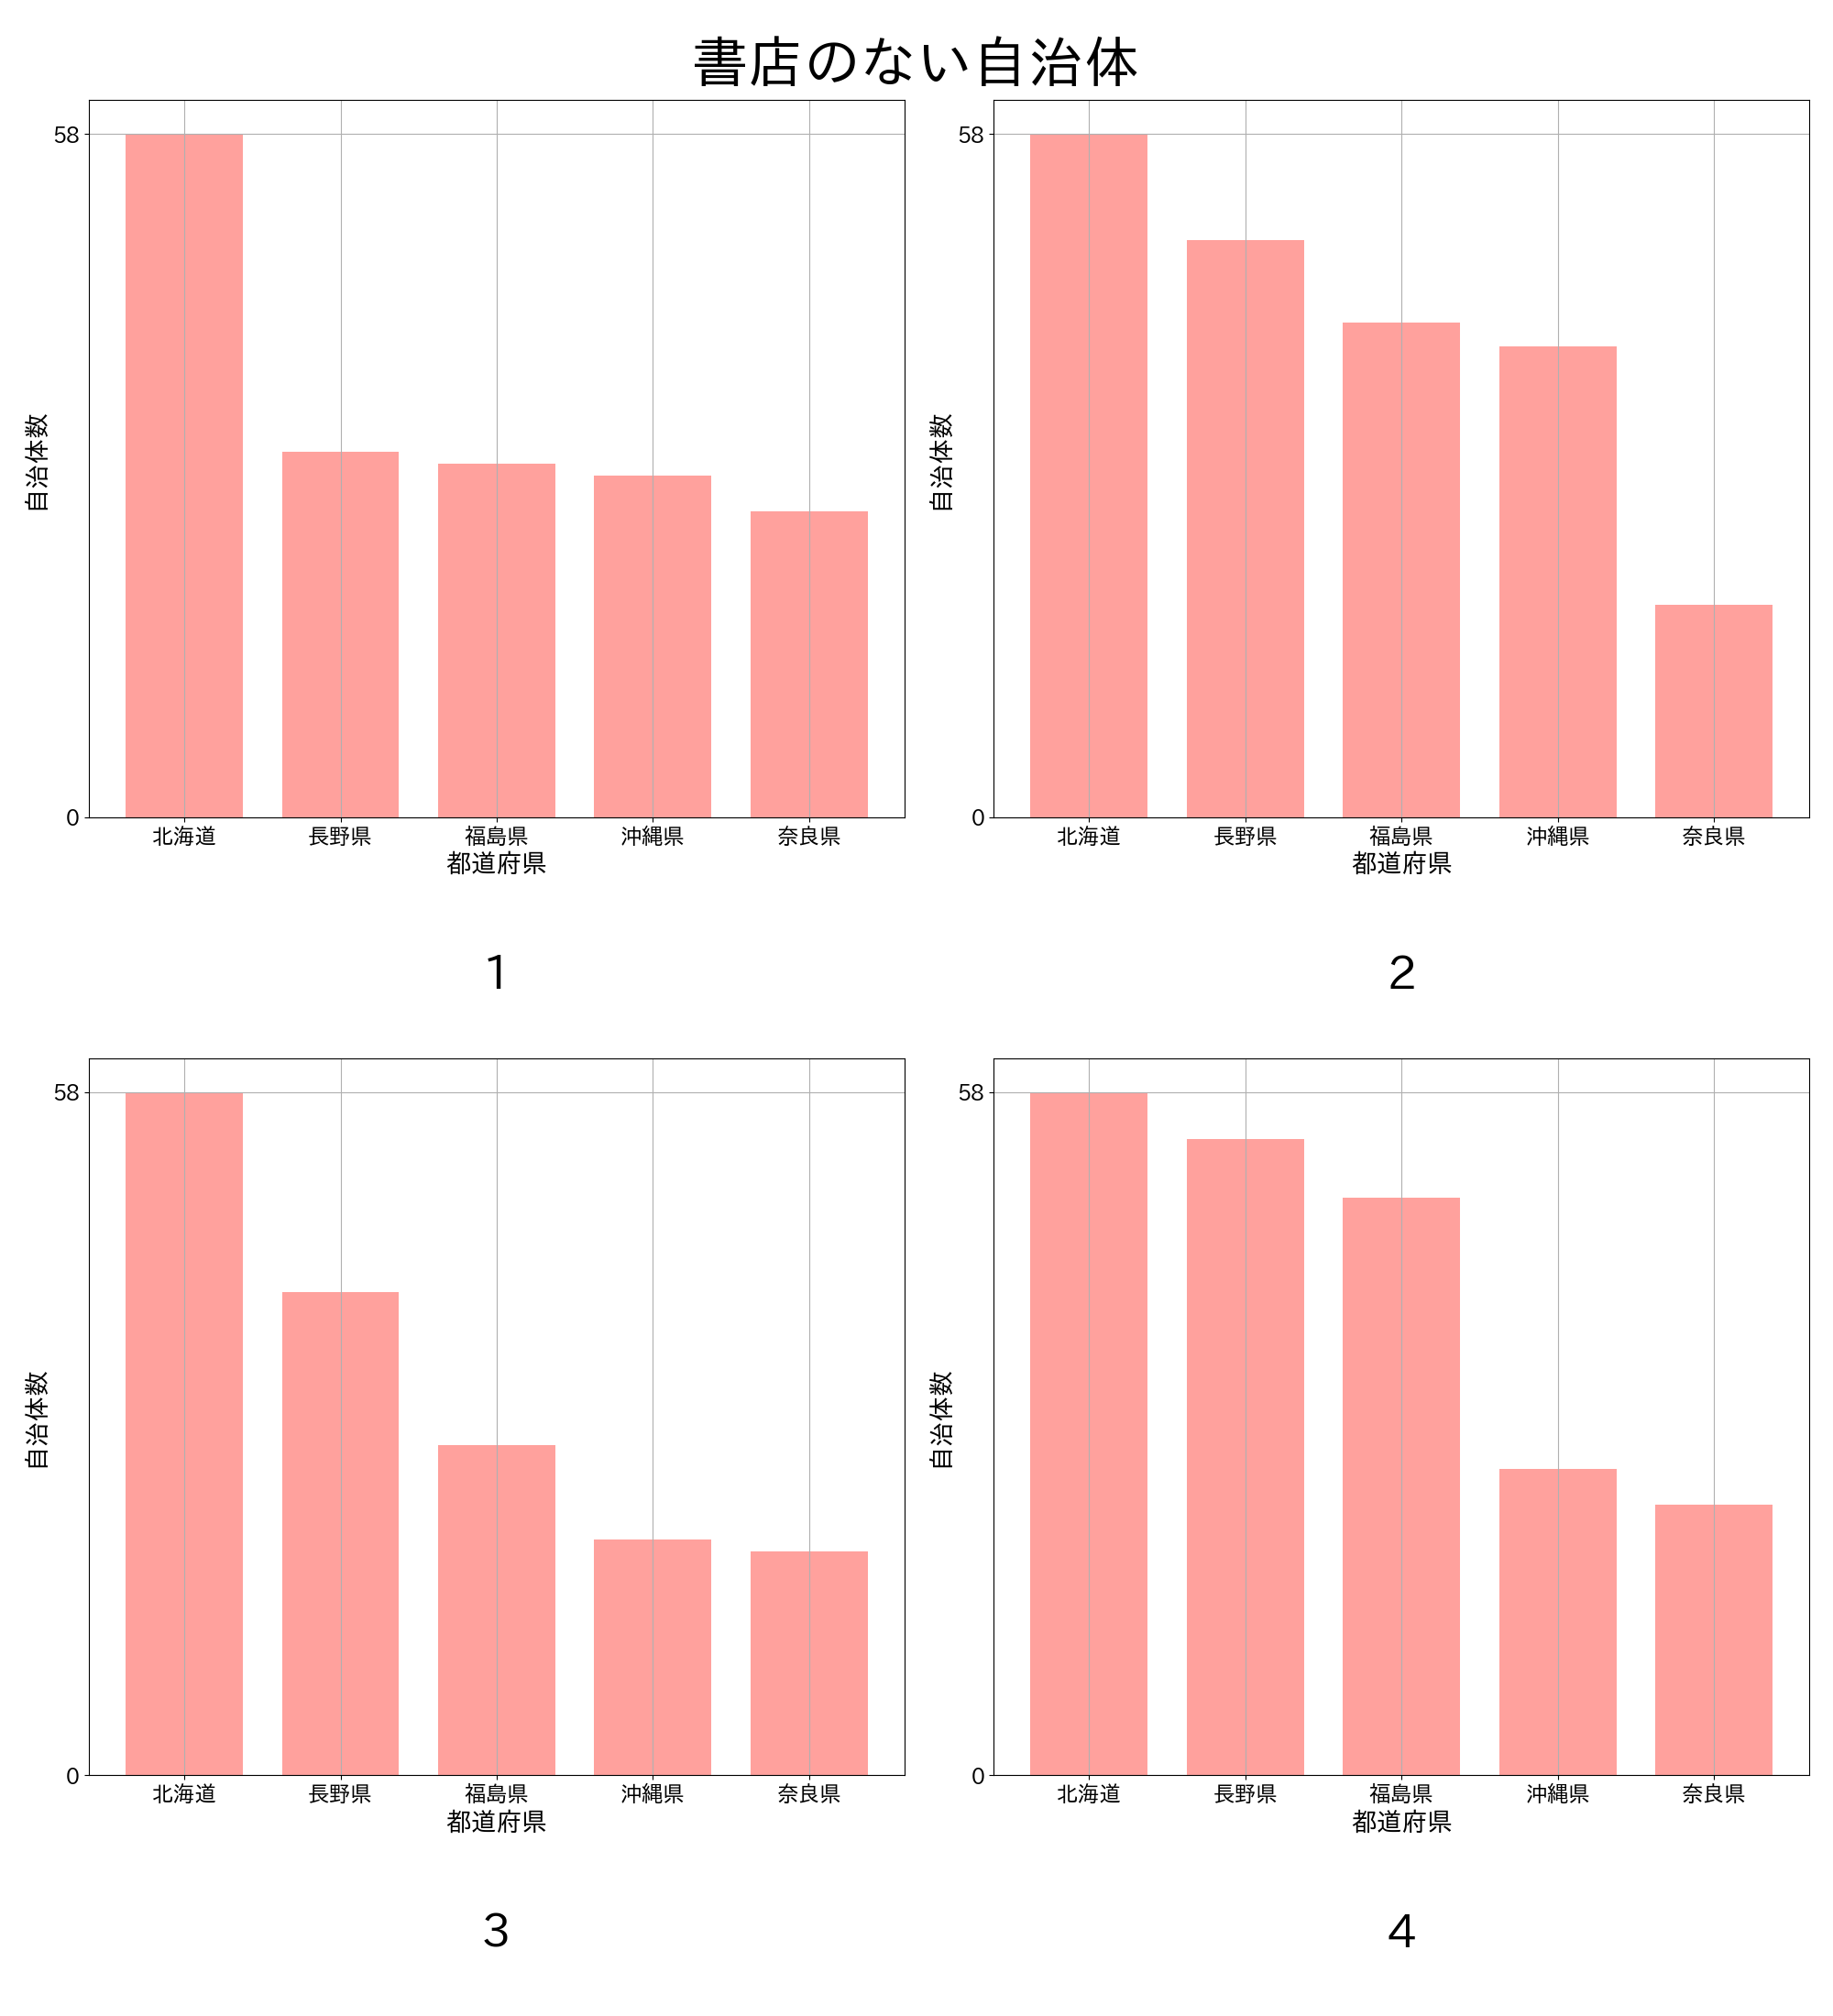 書店のない自治体
58
0
自治体数
北海道 長野県 福島県 沖縄県 奈良県
都道府県
1
58
0
自治体数
北海道 長野県 福島県 沖縄県 奈良県
都道府県
2
58
0
自治体数
北海道 長野県 福島県 沖縄県 奈良県
都道府県
3
58
0
自治体数
北海道 長野県 福島県 沖縄県 奈良県
都道府県
4